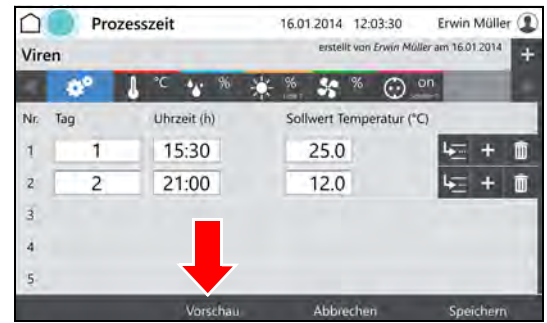 Prozesszeit 16.01.2014 12:03:30 Erwin Müller
Viren erstellt von Erwin Müller am 16.01.2014 +
°C % % % on
Nr. Tag Uhrzeit (h) Sollwert Temperatur (°C)
1 1 15:30 25.0 +
2 2 21:00 12.0 +
3
4
5
Vorschau Abbrechen Speichern